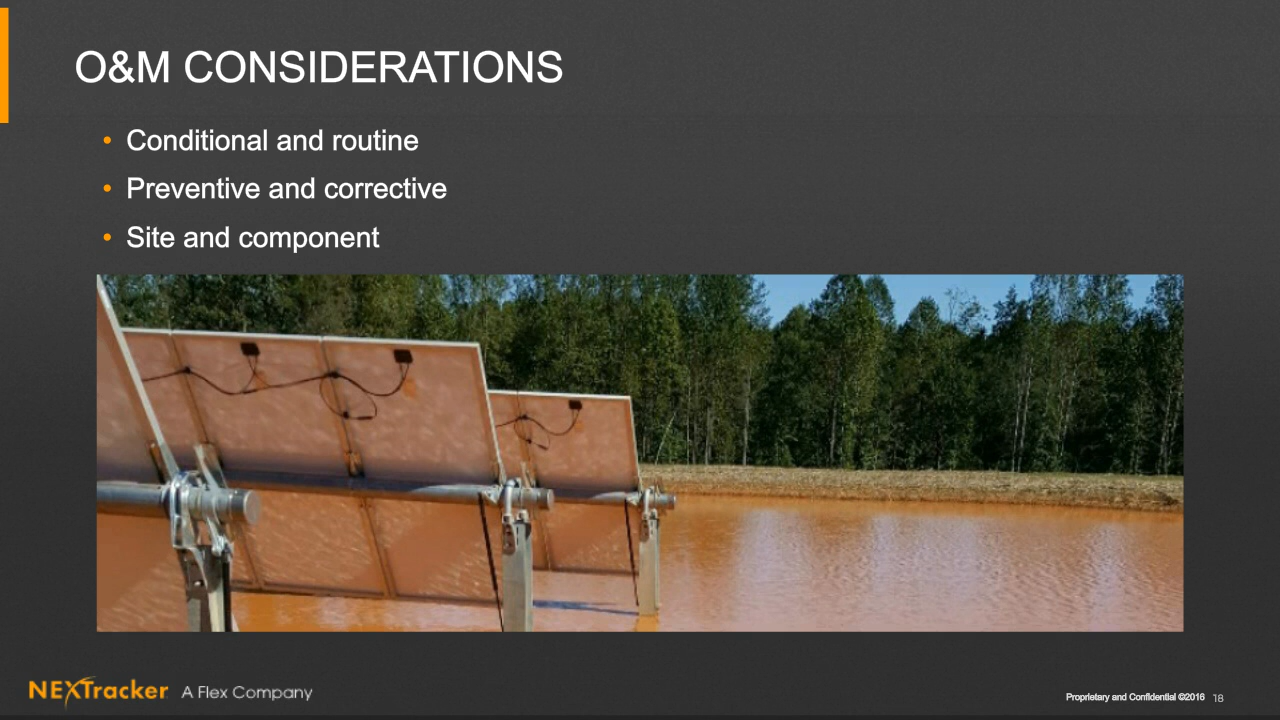 O&M CONSIDERATIONS
• Conditional and routine
• Preventive and corrective
• Site and component
NEXTracker A Flex Company
Proprietary and Confidential ©2016 18